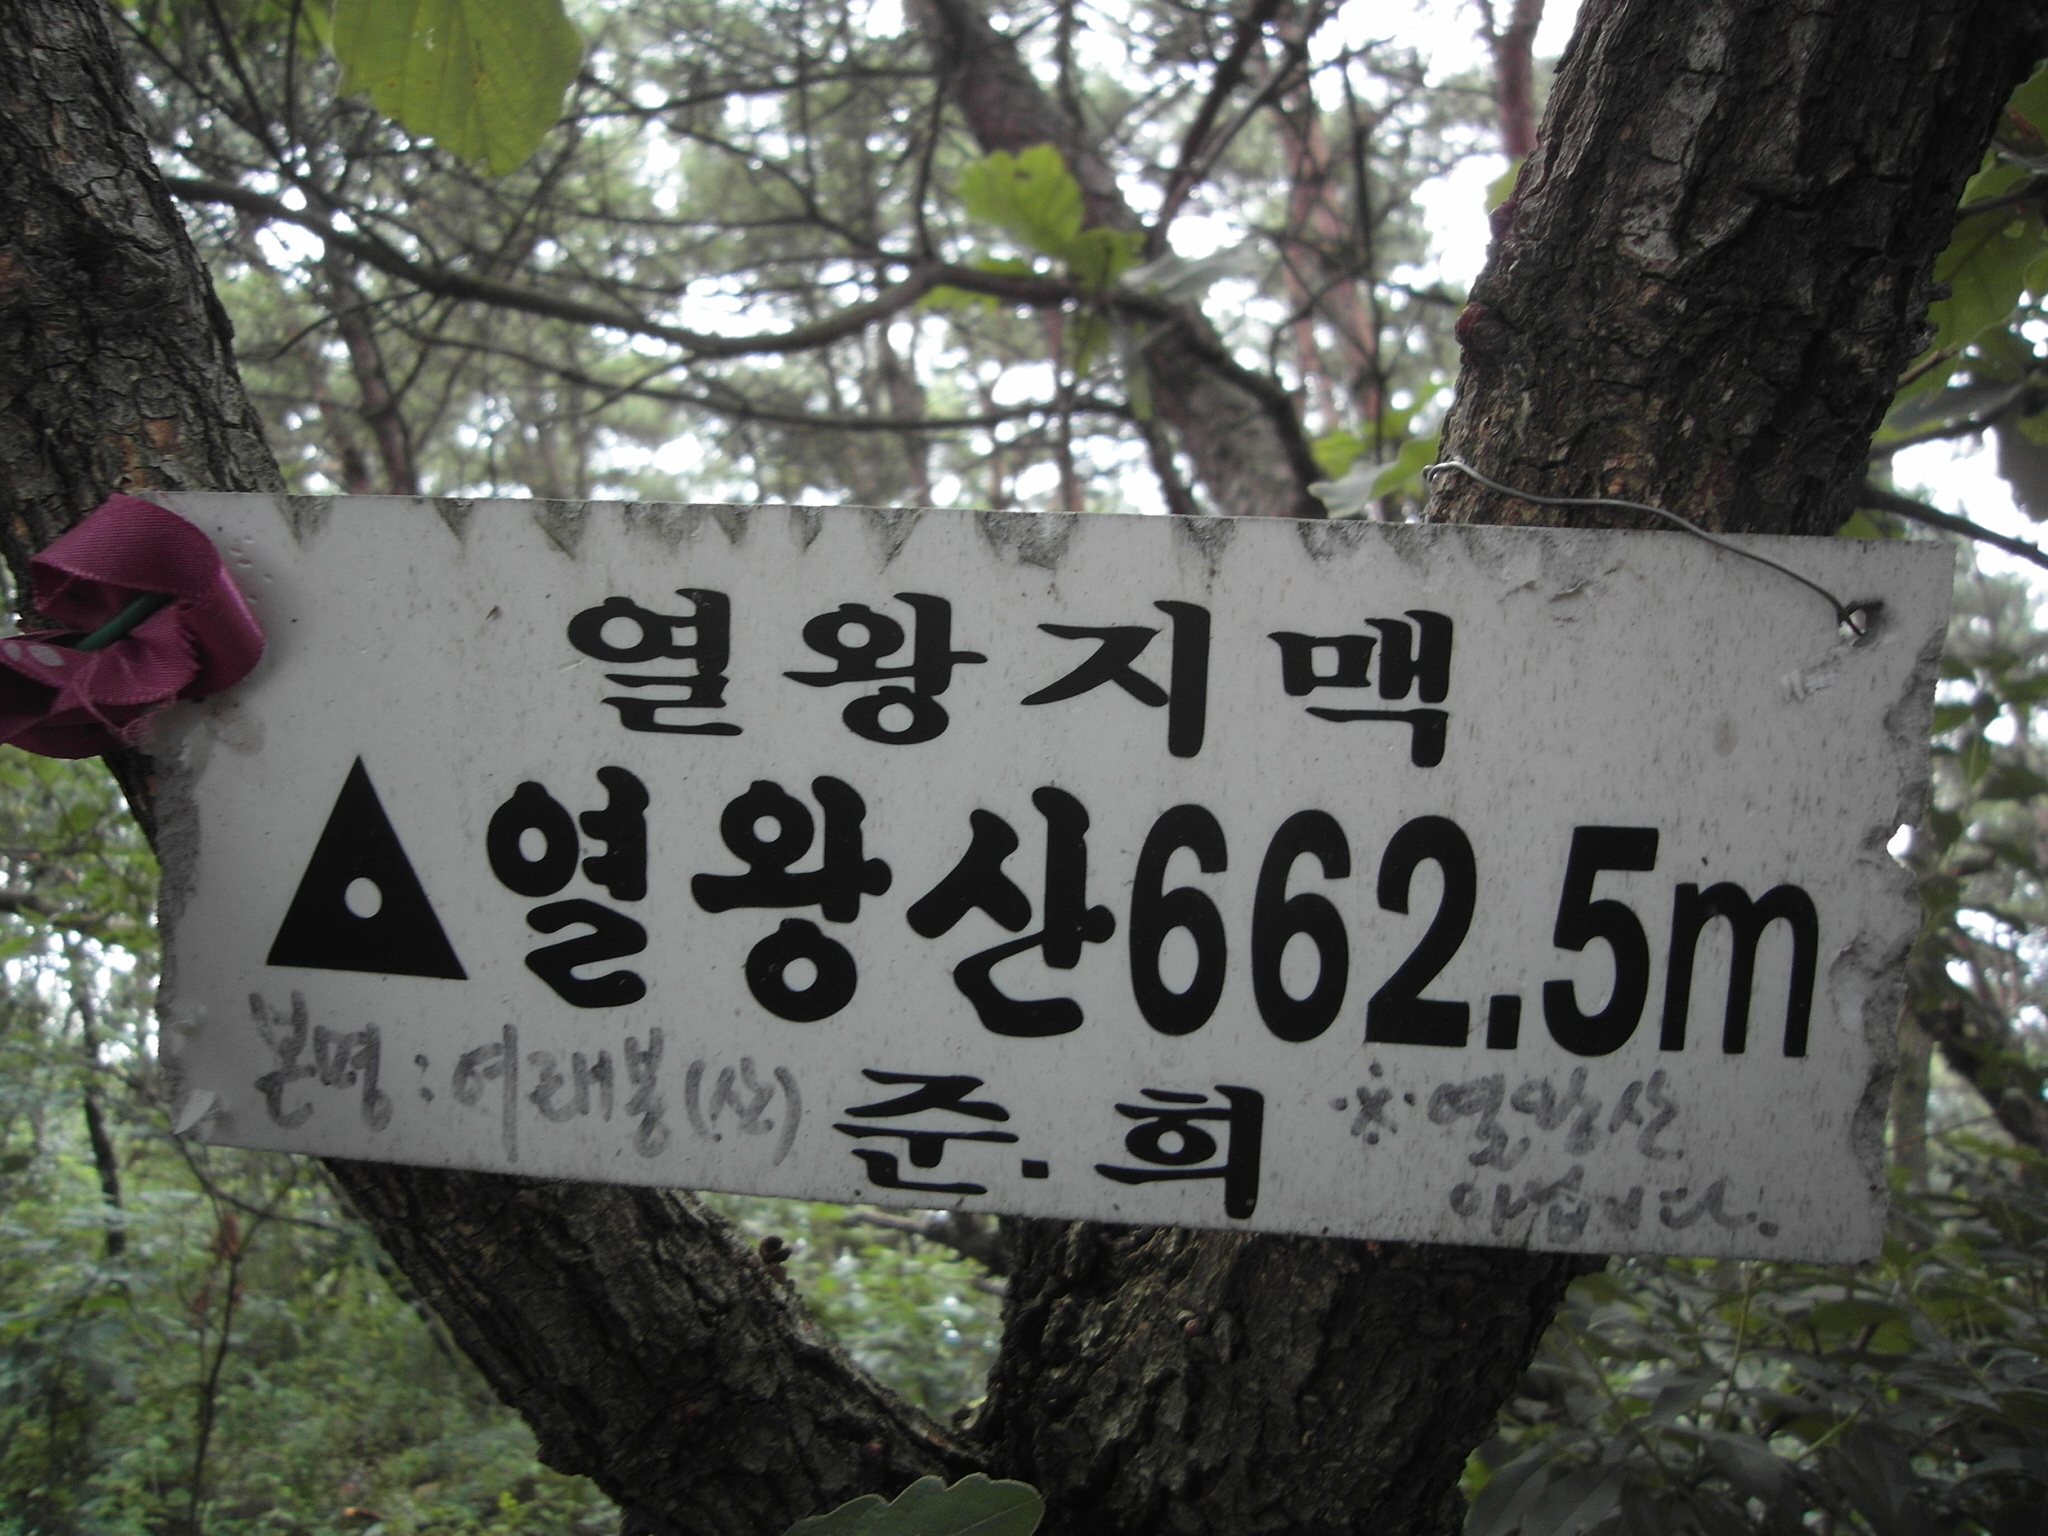 열왕지맥
▲열왕산662.5m
본명:여래봉(산)
준.희
※열왕산
아닙니다.